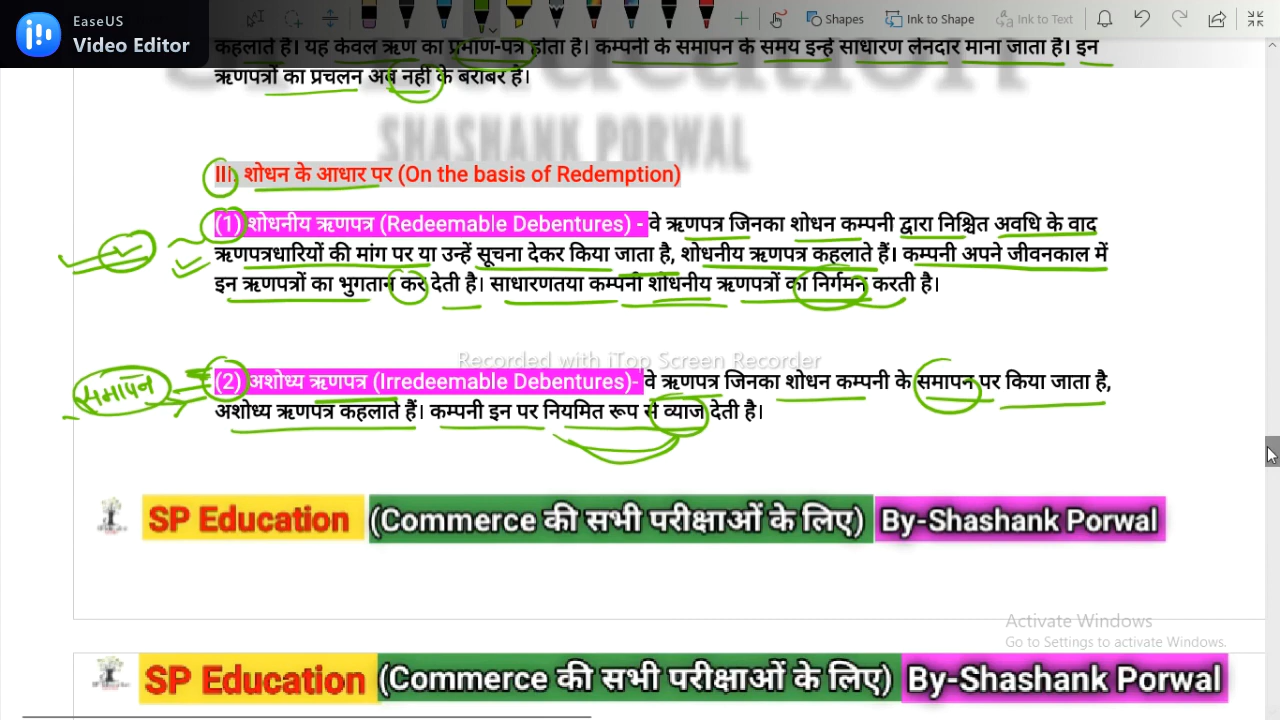 EaseUS
Video Editor
Shapes
Ink to Shape
Ink to Text
कहलाते हैं। यह केवल ऋण का प्रमाण-पत्र होता है। कम्पनी के समापन के समय इन्हें साधारण लेनदार माना जाता है। इन
ऋणपत्रों का प्रचलन अब नहीं के बराबर है।
SHASHANK PORWAL
III. शोधन के आधार पर (On the basis of Redemption)
(1) शोधनीय ऋणपत्र (Redeemable Debentures) - वे ऋणपत्र जिनका शोधन कम्पनी द्वारा निश्चित अवधि के वाद
ऋणपत्रधारियों की मांग पर या उन्हें सूचना देकर किया जाता है, शोधनीय ऋणपत्र कहलाते हैं। कम्पनी अपने जीवनकाल में
इन ऋणपत्रों का भुगतान कर देती है। साधारणतया कम्पनी शोधनीय ऋणपत्रों का निर्गमन करती है।
Recorded with iTop Screen Recorder
समापन
(2) अशोध्य ऋणपत्र (Irredeemable Debentures)- वे ऋणपत्र जिनका शोधन कम्पनी के समापन पर किया जाता है,
अशोध्य ऋणपत्र कहलाते हैं। कम्पनी इन पर नियमित रूप से व्याज देती है।
SP Education (Commerce की सभी परीक्षाओं के लिए) By-Shashank Porwal
Activate Windows
Go to Settings to activate Windows.
SP Education (Commerce की सभी परीक्षाओं के लिए) By-Shashank Porwal